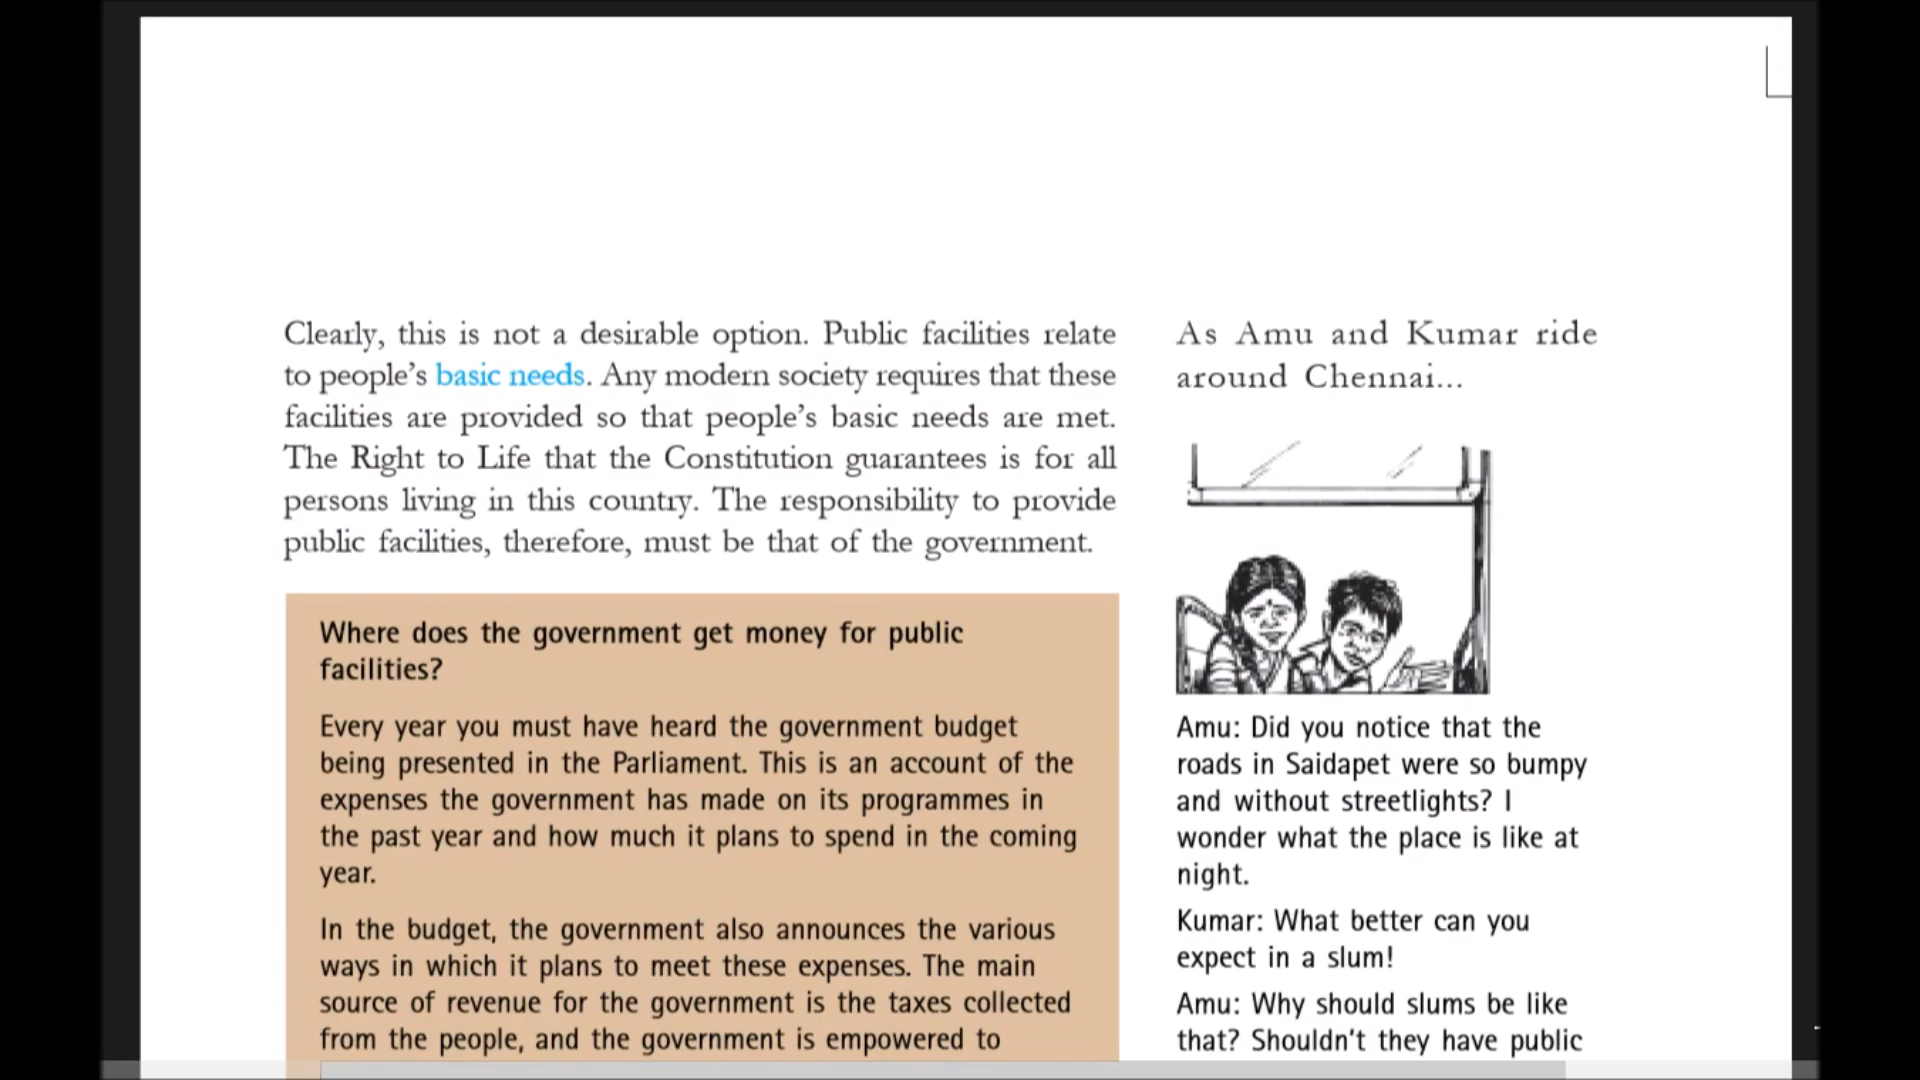 Clearly, this is not a desirable option. Public facilities relate
to people’s basic needs. Any modern society requires that these
facilities are provided so that people’s basic needs are met.
The Right to Life that the Constitution guarantees is for all
persons living in this country. The responsibility to provide
public facilities, therefore, must be that of the government.
Where does the government get money for public
facilities?
Every year you must have heard the government budget
being presented in the Parliament. This is an account of the
expenses the government has made on its programmes in
the past year and how much it plans to spend in the coming
year.
In the budget, the government also announces the various
ways in which it plans to meet these expenses. The main
source of revenue for the government is the taxes collected
from the people, and the government is empowered to
As Amu and Kumar ride
around Chennai...
Amu: Did you notice that the
roads in Saidapet were so bumpy
and without streetlights? I
wonder what the place is like at
night.
Kumar: What better can you
expect in a slum!
Amu: Why should slums be like
that? Shouldn't they have public